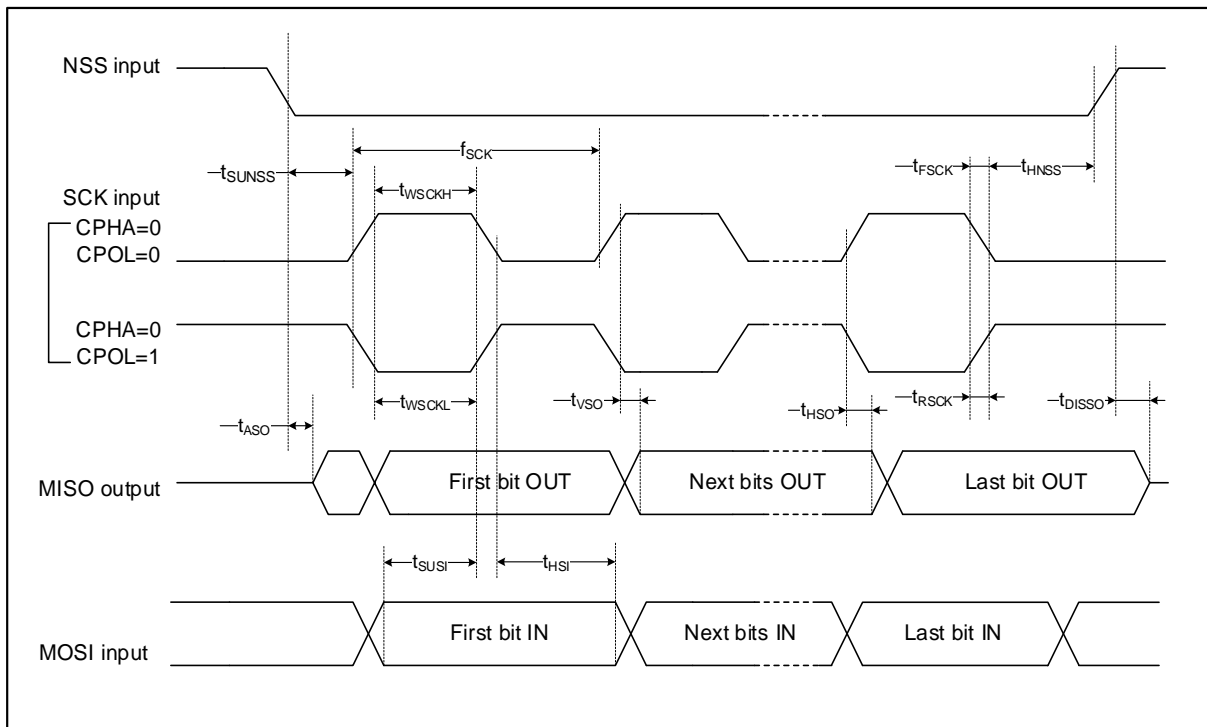 NSS input
fSCK
tSUNSS
tFSCK
tHNSS
SCK input
tWSCKH
CPHA=0
CPOL=0
CPHA=0
CPOL=1
tWSCKL
tVSO
tHSO
tRSCK
tDISSO
tASO
MISO output
First bit OUT
Next bits OUT
Last bit OUT
tSUSI
tHSI
MOSI input
First bit IN
Next bits IN
Last bit IN